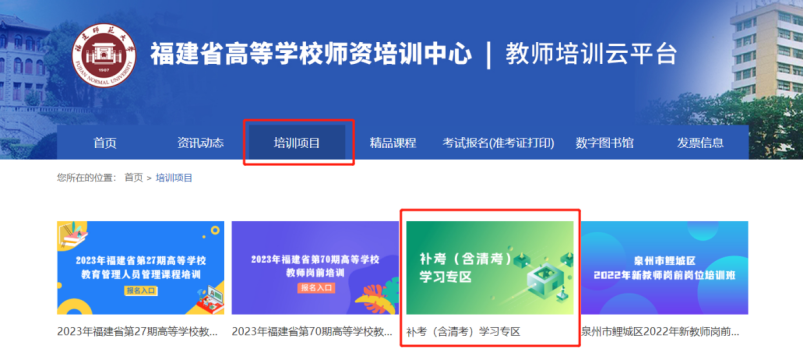 福建省高等学校师资培训中心 | 教师培训云平台
首页 资讯动态 培训项目 精品课程 考试报名(准考证打印) 数字图书馆 发票信息
您所在的位置： 首页 > 培训项目
2023年福建省第27期高等学校
教育管理人员管理课程培训
报名入口
2023年福建省第70期高等学校
教师岗前培训
报名入口
补考（含清考）
学习专区
泉州市鲤城区
2022年新教师岗前岗位培训班
2023年福建省第27期高等学校教...
2023年福建省第70期高等学校教...
补考（含清考）学习专区
泉州市鲤城区2022年新教师岗前...